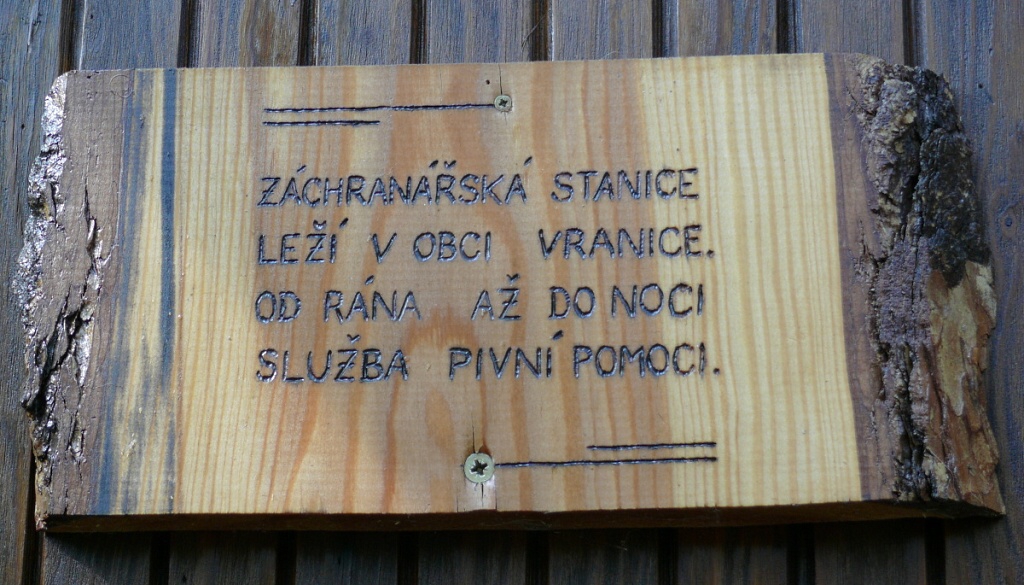 ZÁCHRANÁŘSKÁ STANICE
LEŽÍ V OBCI VRANICE.
OD RÁNA AŽ DO NOCI
SLUŽBA PIVNÍ POMOCI.